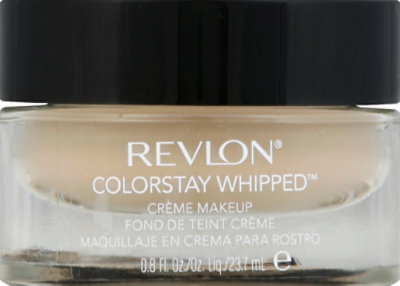 REVLON®
COLORSTAY WHIPPED™
CRÈME MAKEUP
FOND DE TEINT CRÈME
MAQUILLAJE EN CREMA PARA ROSTRO
0.8 fl. Oz./Oz. Liq./23.7 mL ℮